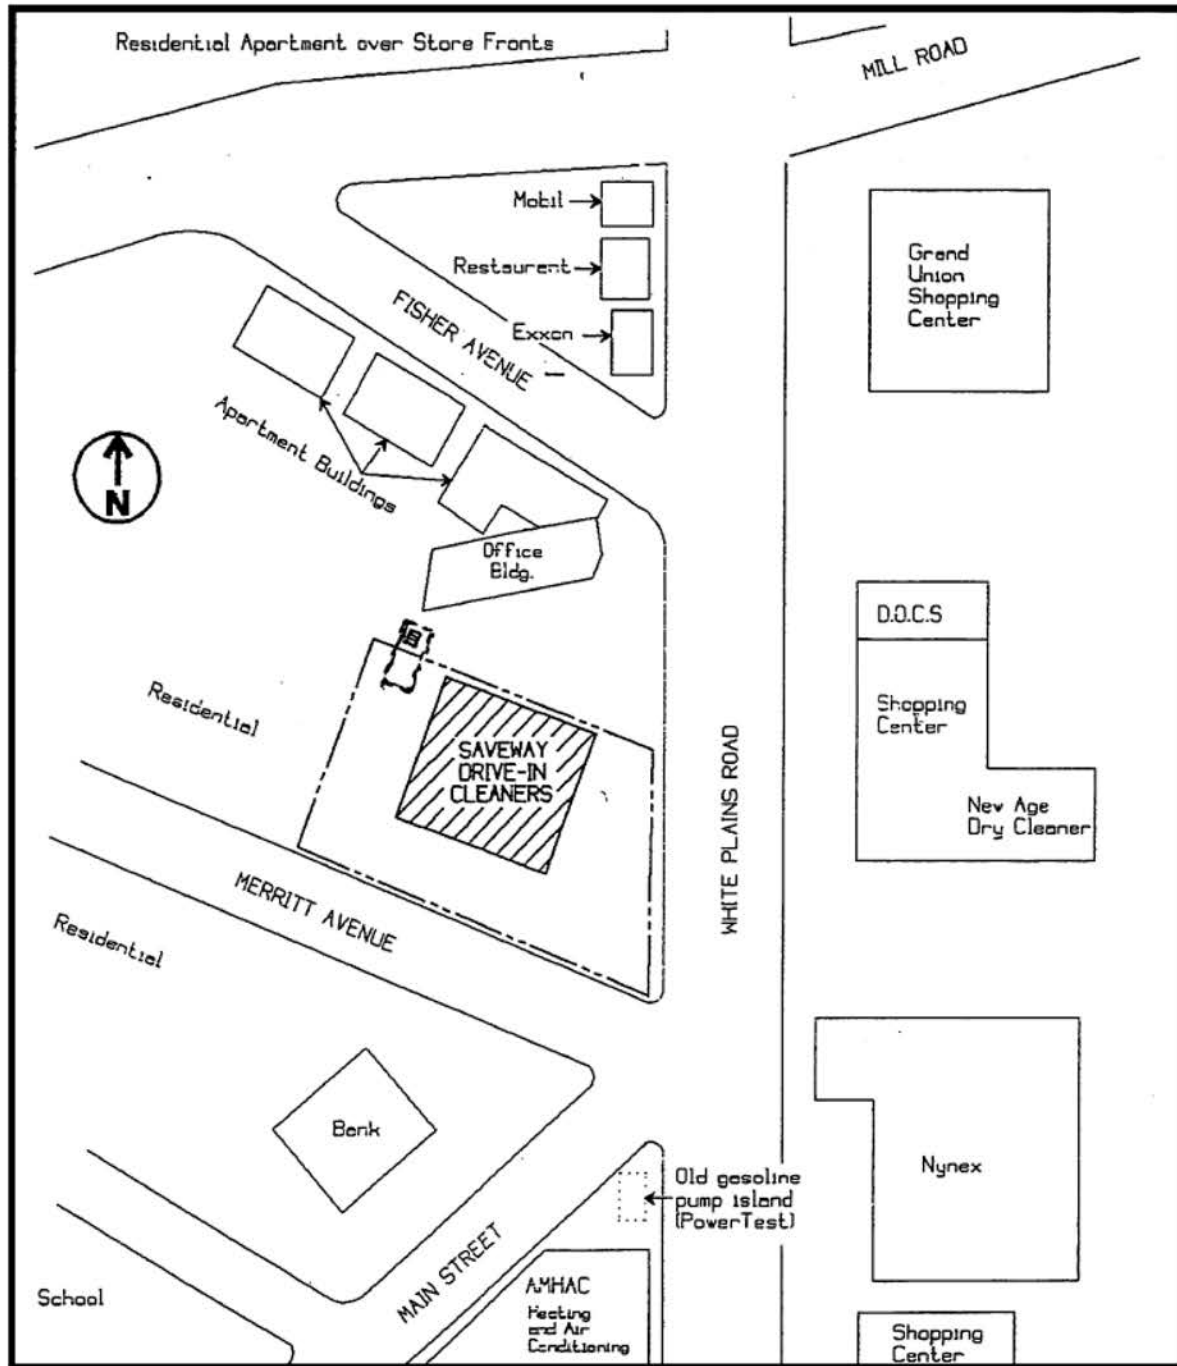 Residential Apartment over Store Fronts
MILL ROAD
Mobil
Restaurent
Exxon
FISHER AVENUE
Grand
Union
Shopping
Center
Apartment Buildings
N
Office
Bldg.
D.O.C.S
Shopping
Center
New Age
Dry Cleaner
Residential
SAVEWAY
DRIVE-IN
CLEANERS
WHITE PLAINS ROAD
MERRITT AVENUE
Residential
Bank
Nynex
Old gasoline
pump island
(PowerTest)
MAIN STREET
School
AMHAC
Heating
and Air
Conditioning
Shopping
Center